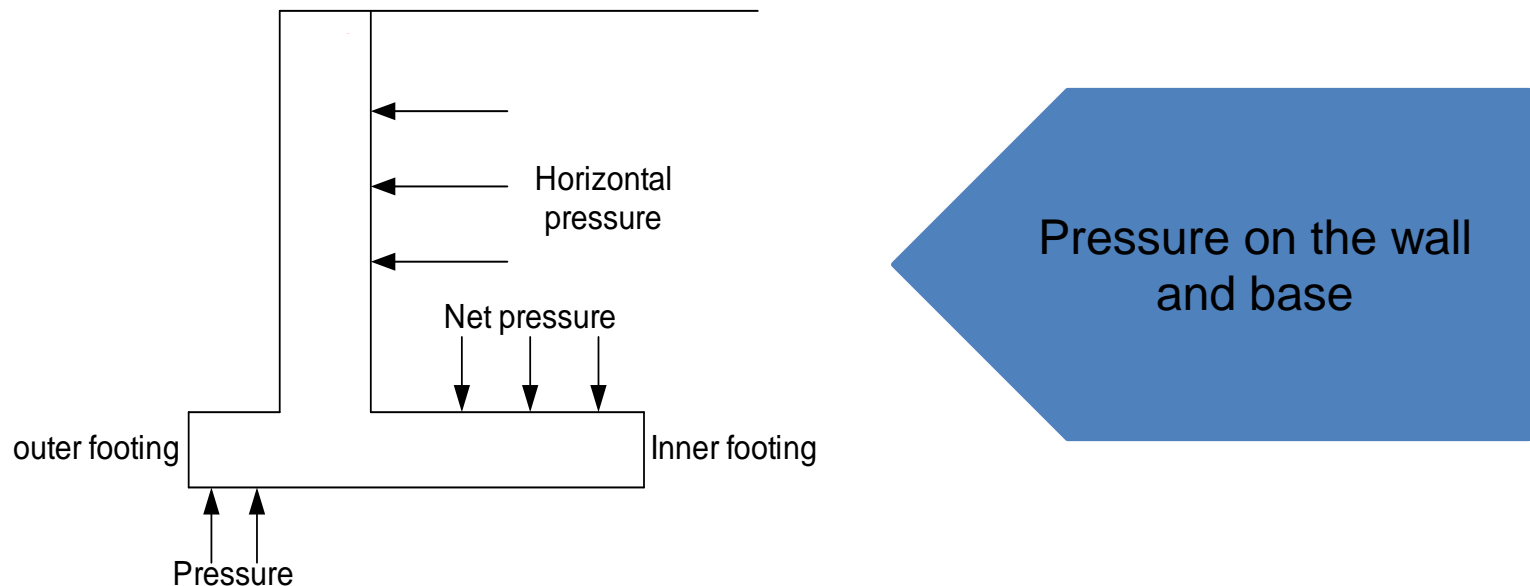 Horizontal
pressure
Net pressure
outer footing
Inner footing
Pressure
Pressure on the wall
and base